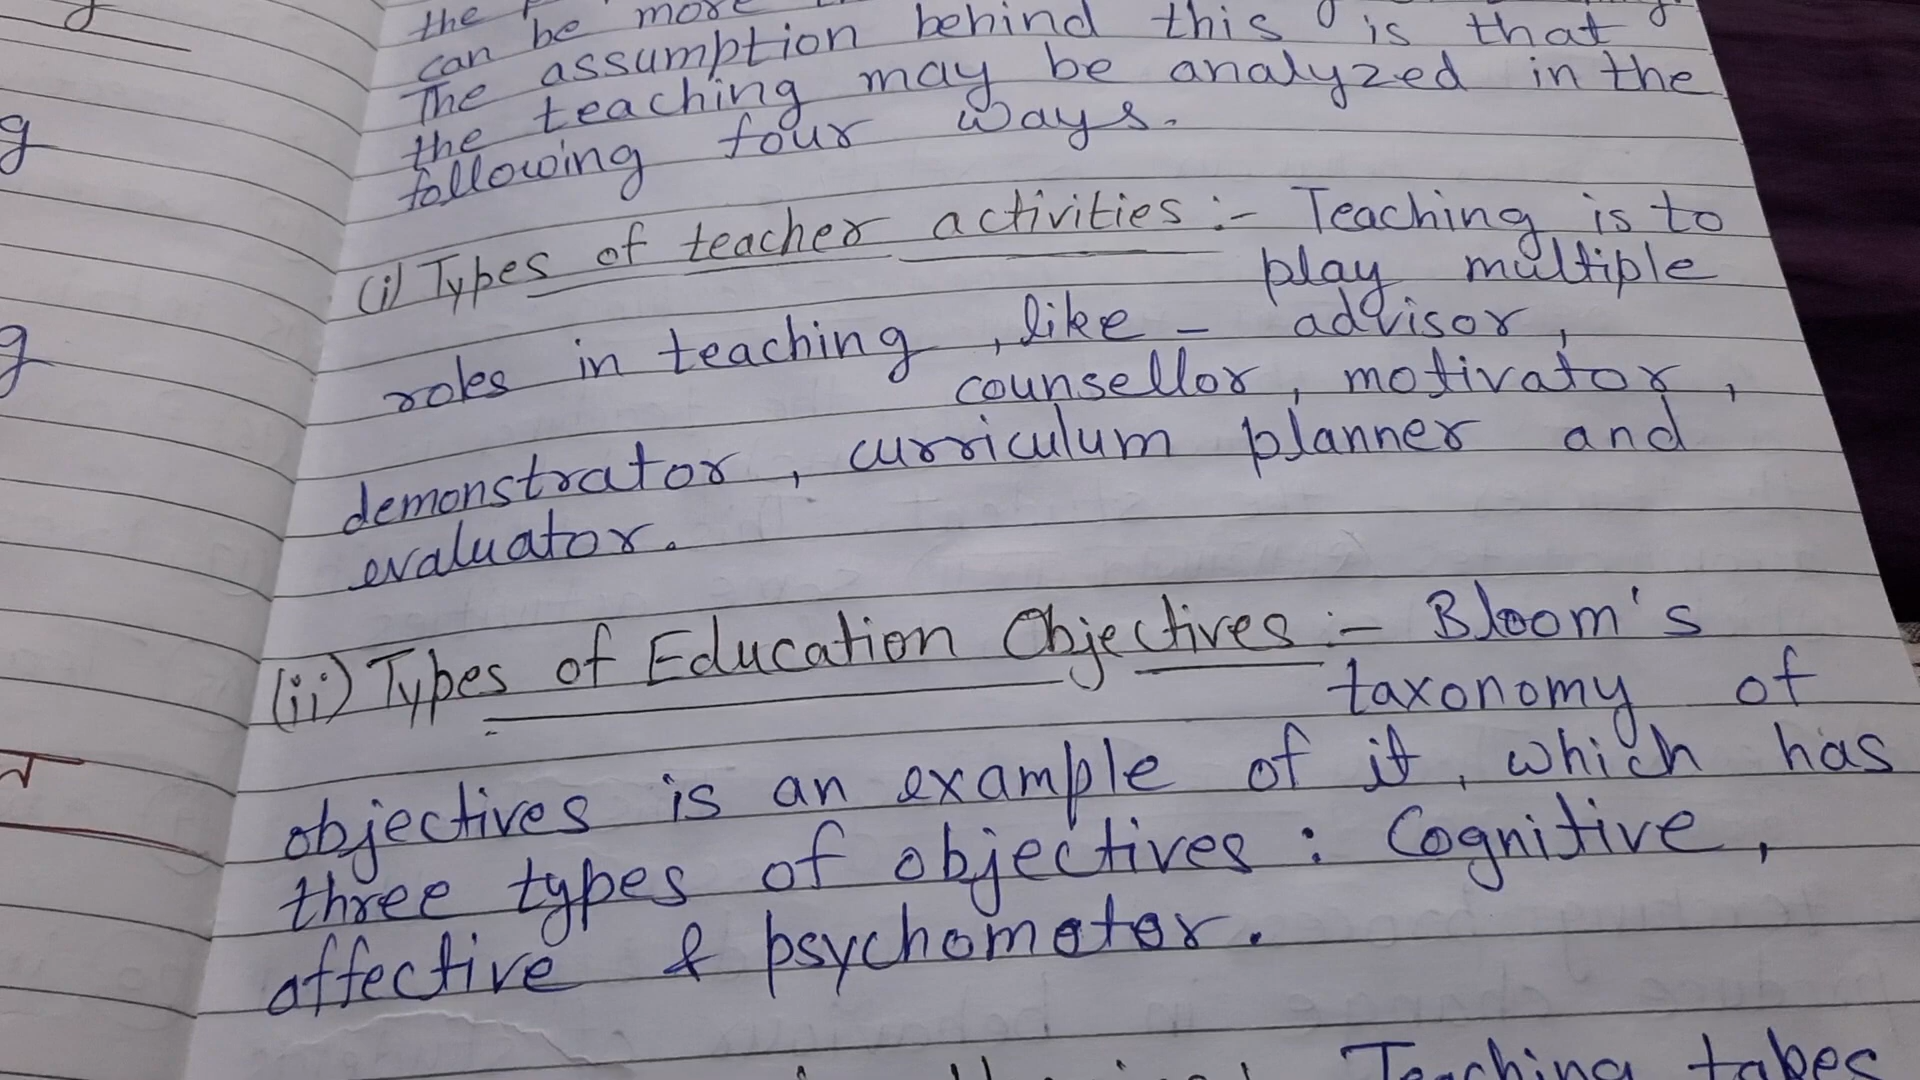 the
can be more
The assumption behind this is that
the teaching may be analyzed in the
following four ways.
(i) Types of teacher activities :- Teaching is to
play multiple
roles in teaching, like - advisor,
counsellor, motivator,
demonstrator, curriculum planner and
evaluator.
(ii) Types of Education Objectives :- Bloom's
taxonomy of
objectives is an example of it, which has
three types of objectives : Cognitive,
affective & psychomotor.
Teaching takes